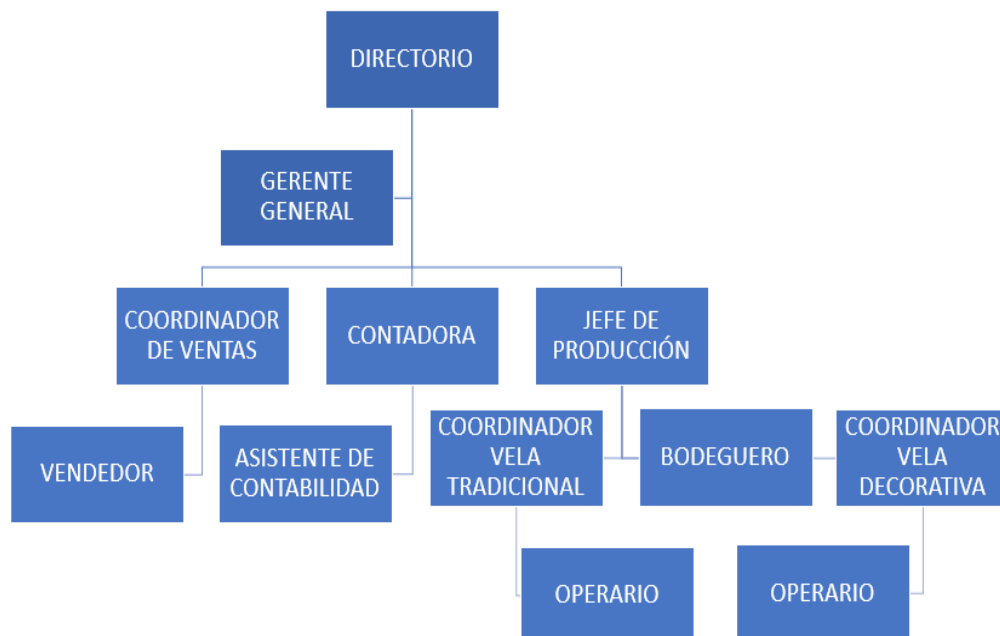 DIRECTORIO
GERENTE
GENERAL
COORDINADOR
DE VENTAS
CONTADORA
JEFE DE
PRODUCCIÓN
VENDEDOR
ASISTENTE DE
CONTABILIDAD
COORDINADOR
VELA
TRADICIONAL
BODEGUERO
COORDINADOR
VELA
DECORATIVA
OPERARIO
OPERARIO